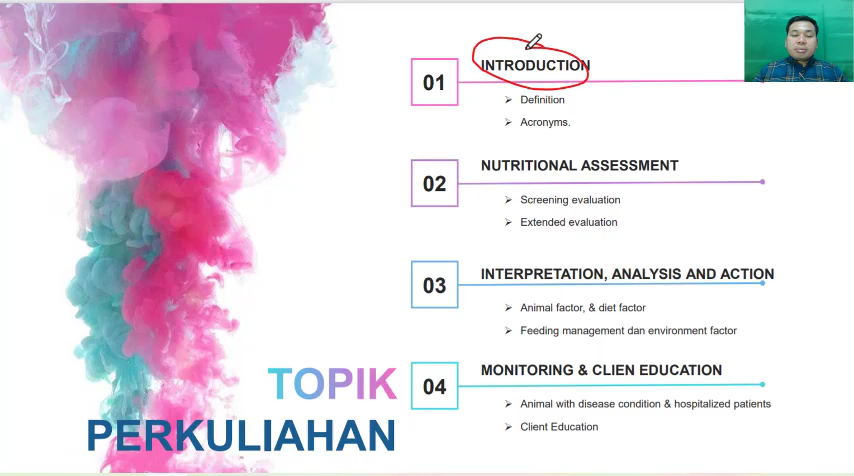 01
INTRODUCTION
➢ Definition
➢ Acronyms.
02
NUTRITIONAL ASSESSMENT
➢ Screening evaluation
➢ Extended evaluation
03
INTERPRETATION, ANALYSIS AND ACTION
➢ Animal factor, & diet factor
➢ Feeding management dan environment factor
04
MONITORING & CLIEN EDUCATION
➢ Animal with disease condition & hospitalized patients
➢ Client Education
TOPIK
PERKULIAHAN